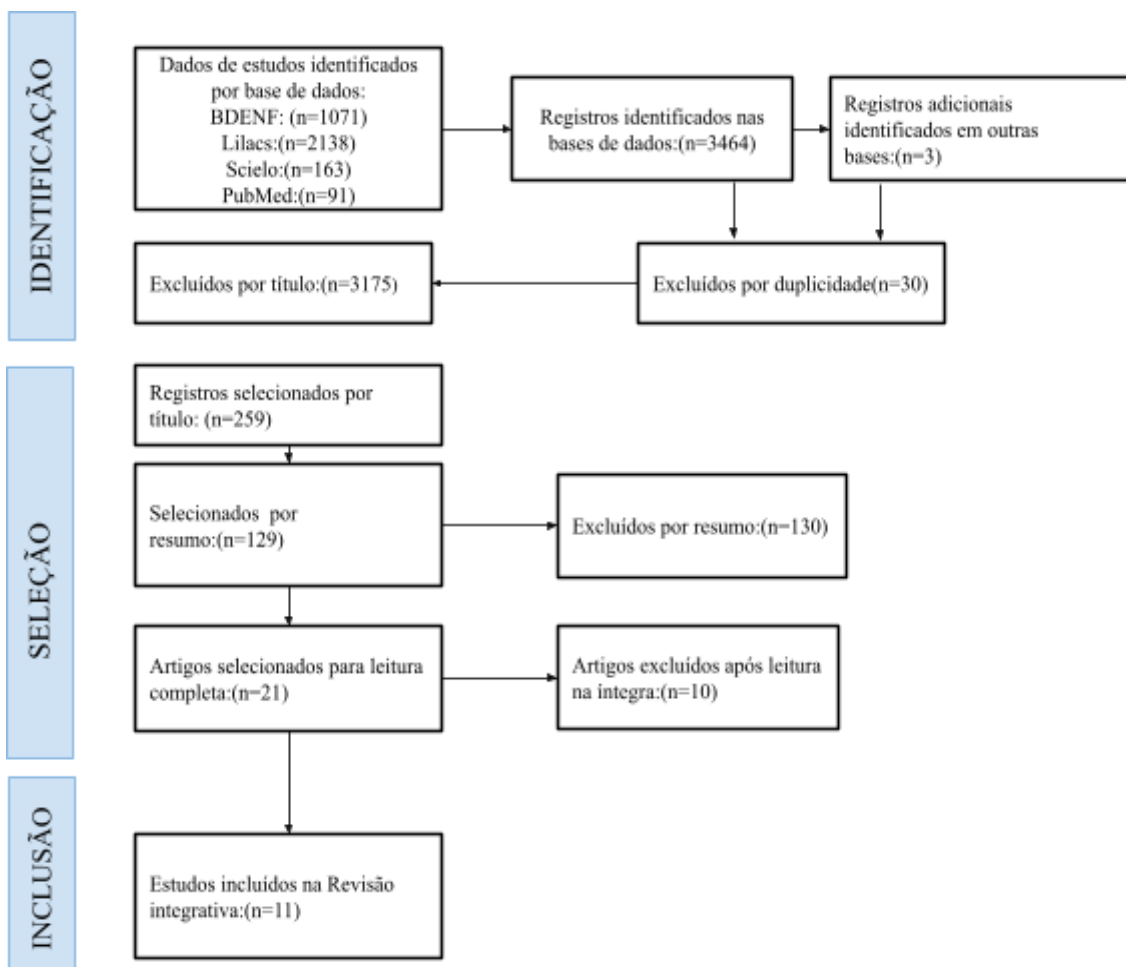 IDENTIFICAÇÃO
Dados de estudos identificados
por base de dados:
BDENF: (n=1071)
Lilacs:(n=2138)
Scielo:(n=163)
PubMed:(n=91)
Registros identificados nas
bases de dados:(n=3464)
Registros adicionais
identificados em outras
bases:(n=3)
Excluídos por título:(n=3175)
Excluídos por duplicidade(n=30)
SELEÇÃO
Registros selecionados por
título: (n=259)
Selecionados por
resumo:(n=129)
Excluídos por resumo:(n=130)
Artigos selecionados para leitura
completa:(n=21)
Artigos excluídos após leitura
na íntegra:(n=10)
INCLUSÃO
Estudos incluídos na Revisão
integrativa:(n=11)